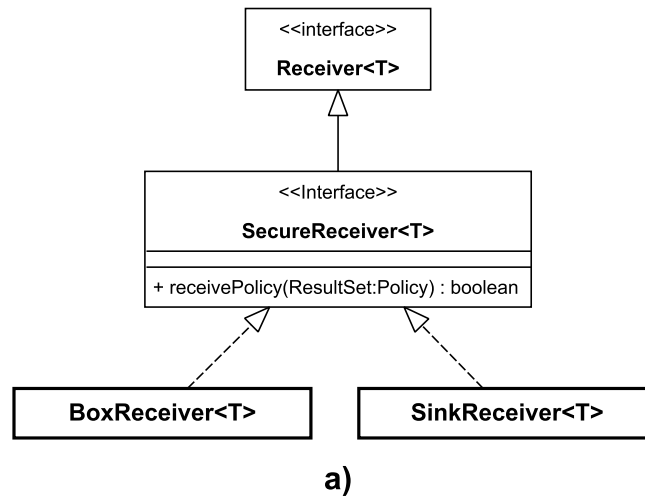 <<interface>>
Receiver<T>
<<Interface>>
SecureReceiver<T>
+ receivePolicy(ResultSet:Policy) : boolean
BoxReceiver<T>
SinkReceiver<T>
a)